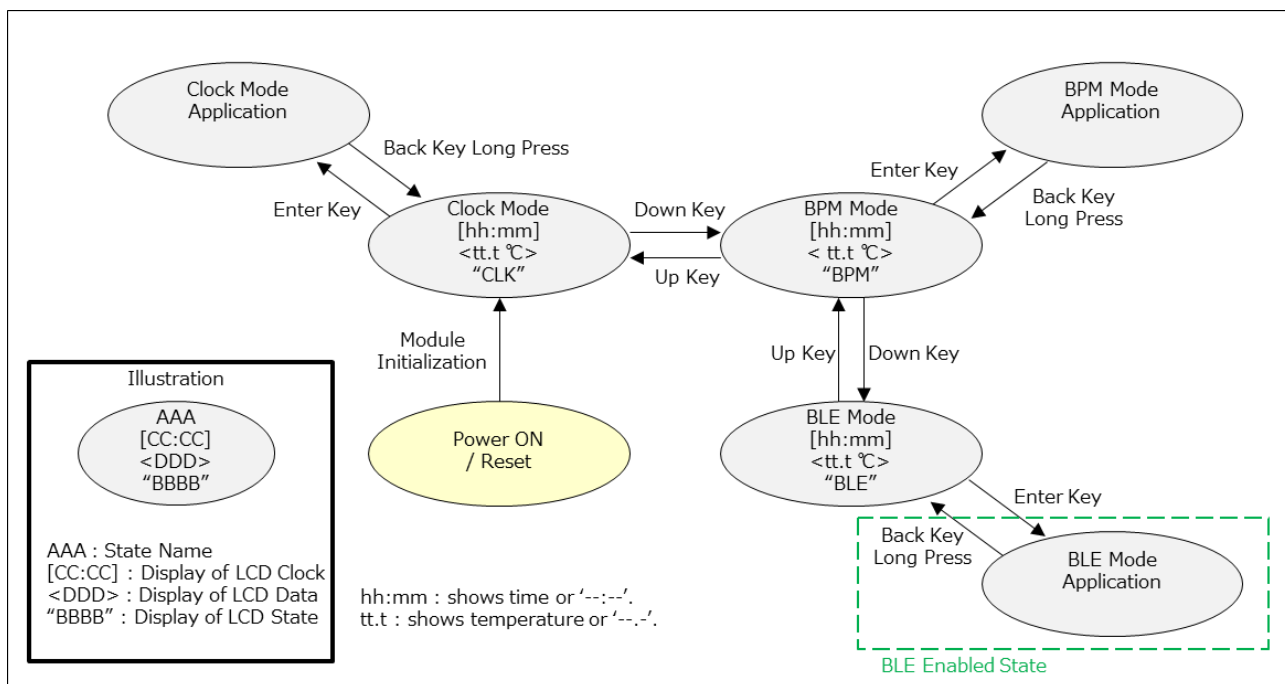 Clock Mode
Application
BPM Mode
Application
Back Key Long Press
Enter Key
Enter Key
Back Key
Long Press
Clock Mode
[hh:mm]
<tt.t ℃>
“CLK”
Down Key
Up Key
BPM Mode
[hh:mm]
< tt.t ℃>
“BPM”
Module
Initialization
Up Key
Down Key
Illustration
AAA
[CC:CC]
<DDD>
“BBBB”
Power ON
/ Reset
BLE Mode
[hh:mm]
<tt.t ℃>
“BLE”
Enter Key
Back Key
Long Press
BLE Mode
Application
AAA : State Name
[CC:CC] : Display of LCD Clock
<DDD> : Display of LCD Data
“BBBB” : Display of LCD State
hh:mm : shows time or ‘--:--’.
tt.t : shows temperature or ‘--.-’.
BLE Enabled State